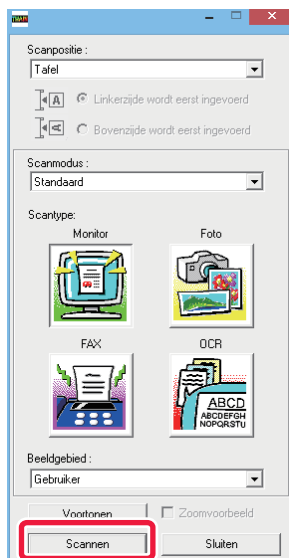 TWAIN
Scanpositie :
Tafel
A Linkerzijde wordt eerst ingevoerd
A Bovenzijde wordt eerst ingevoerd
Scanmodus :
Standaard
Scantype:
Monitor Foto
FAX OCR
ABCD
ABCDEFGH
NOPQRSTU
Beeldgebied :
Gebruiker
Voortonen Zoomvoorbeeld
Scannen Sluiten